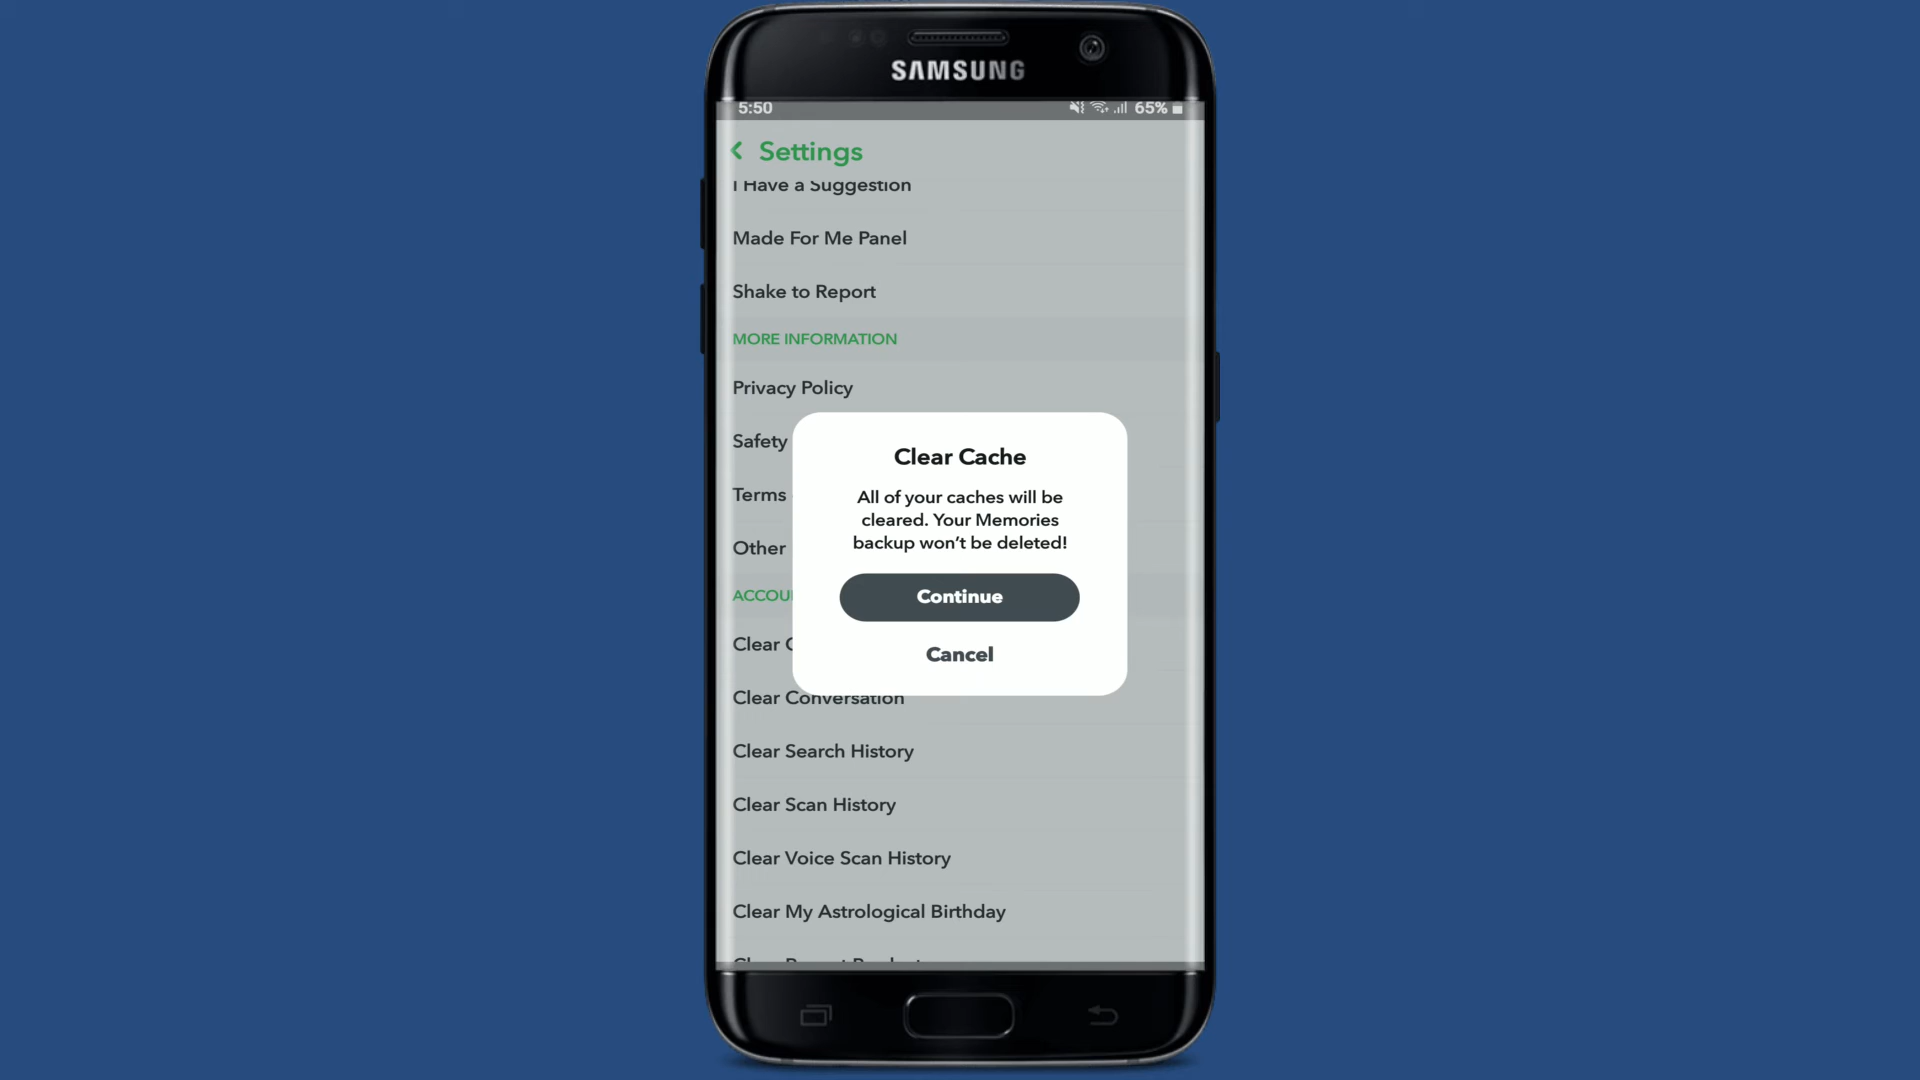 SAMSUNG
5:50
65%
Settings
I Have a Suggestion
Made For Me Panel
Shake to Report
MORE INFORMATION
Privacy Policy
Safety
Clear Cache
Terms
All of your caches will be
cleared. Your Memories
backup won't be deleted!
Other
Continue
ACCOU
Clear C
Cancel
Clear Conversation
Clear Search History
Clear Scan History
Clear Voice Scan History
Clear My Astrological Birthday